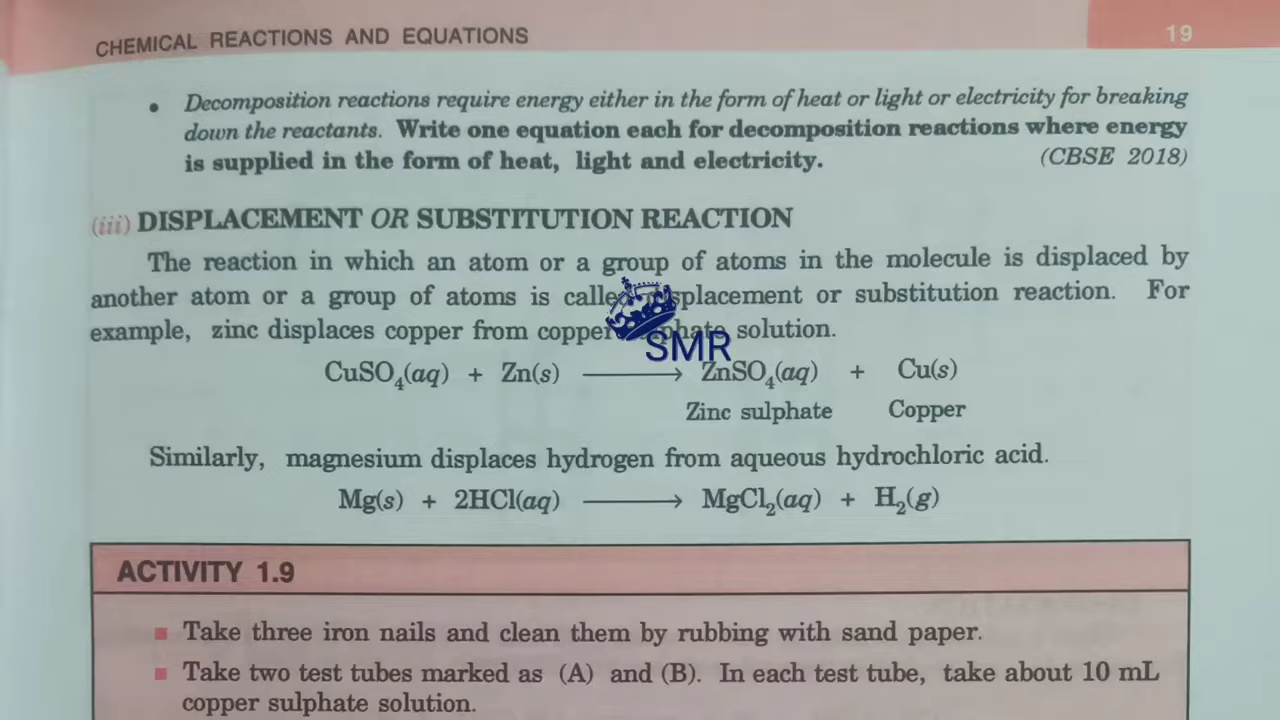 CHEMICAL REACTIONS AND EQUATIONS 19
• Decomposition reactions require energy either in the form of heat or light or electricity for breaking
down the reactants. Write one equation each for decomposition reactions where energy
is supplied in the form of heat, light and electricity. (CBSE 2018)
(iii) DISPLACEMENT OR SUBSTITUTION REACTION
The reaction in which an atom or a group of atoms in the molecule is displaced by
another atom or a group of atoms is called displacement or substitution reaction. For
example, zinc displaces copper from copper sulphate solution.
SMR
CuSO₄(aq) + Zn(s) ⟶ ZnSO₄(aq) + Cu(s)
Zinc sulphate Copper
Similarly, magnesium displaces hydrogen from aqueous hydrochloric acid.
Mg(s) + 2HCl(aq) ⟶ MgCl₂(aq) + H₂(g)
ACTIVITY 1.9
■ Take three iron nails and clean them by rubbing with sand paper.
■ Take two test tubes marked as (A) and (B). In each test tube, take about 10 mL
copper sulphate solution.